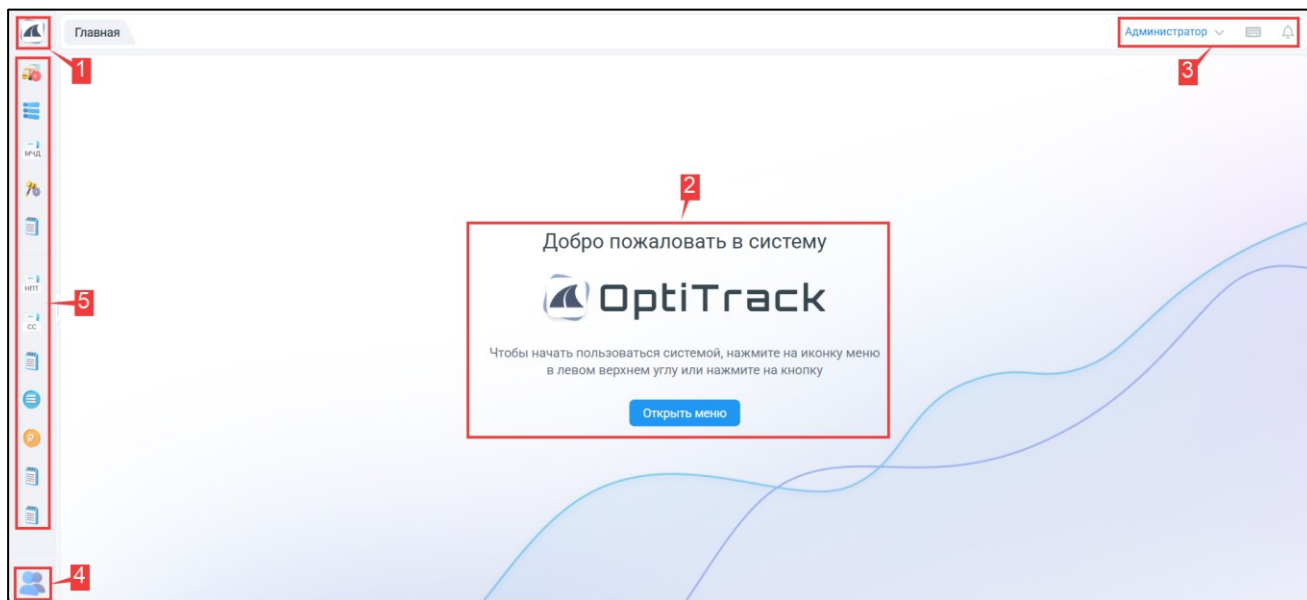 Главная
Администратор
1
3
МЧД
2
Добро пожаловать в систему
НПТ
5
OptiTrack
СС
Чтобы начать пользоваться системой, нажмите на иконку меню
в левом верхнем углу или нажмите на кнопку
Открыть меню
₽
4